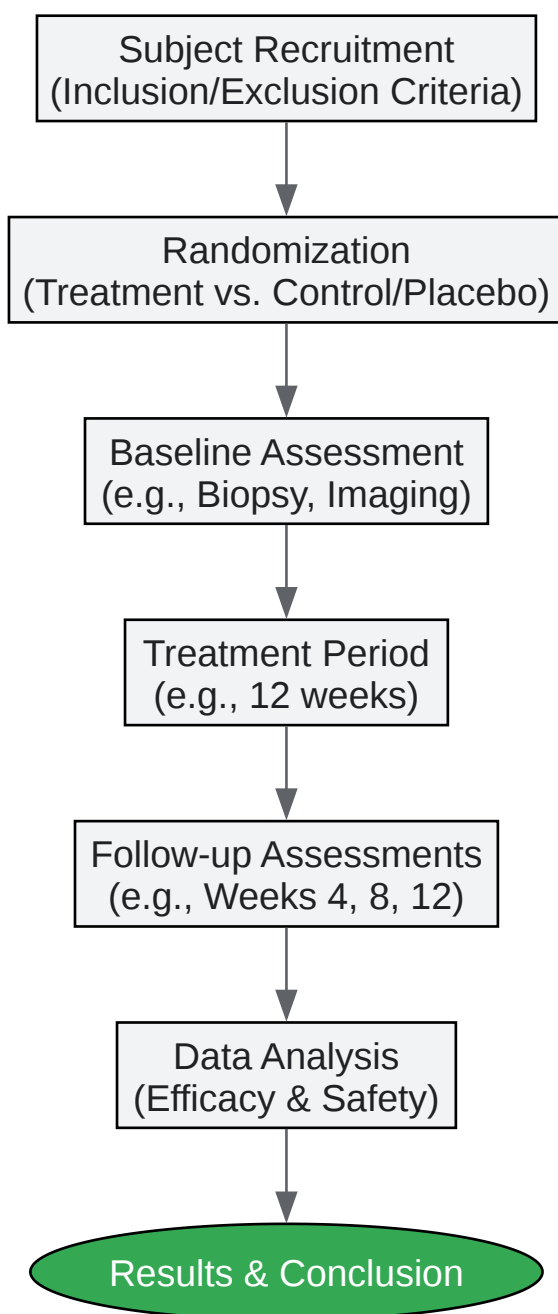 Subject Recruitment
(Inclusion/Exclusion Criteria)
Randomization
(Treatment vs. Control/Placebo)
Baseline Assessment
(e.g., Biopsy, Imaging)
Treatment Period
(e.g., 12 weeks)
Follow-up Assessments
(e.g., Weeks 4, 8, 12)
Data Analysis
(Efficacy & Safety)
Results & Conclusion